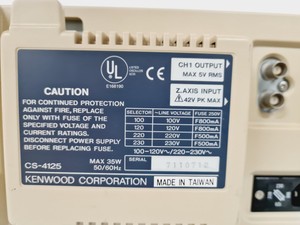 UL
E164190
CE
CH1 OUTPUT
MAX 5V RMS
Z.AXIS INPUT
42V PK MAX
CAUTION
FOR CONTINUED PROTECTION
AGAINST FIRE, REPLACE
ONLY WITH FUSE OF THE
SPECIFIED VOLTAGE AND
CURRENT RATINGS.
DISCONNECT POWER SUPPLY
BEFORE REPLACING FUSE.
SELECTOR LINE VOLTAGE FUSE 250V
100 100V F800mA
120 120V F800mA
220 220V F500mA
230 230V F500mA
100-120V~/220-230V~
CS-4125
MAX 35W
50/60Hz
SERIAL
KENWOOD CORPORATION
MADE IN TAIWAN